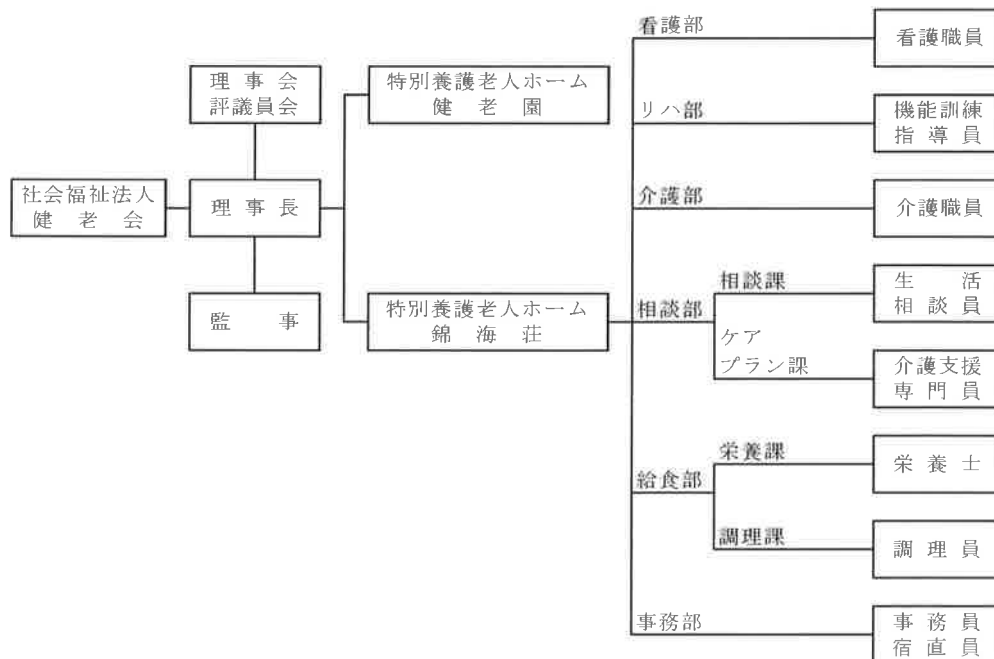 社会福祉法人
健老会
理事会
評議員会
理事長
監事
特別養護老人ホーム
健老園
特別養護老人ホーム
錦海荘
看護部
看護職員
リハ部
機能訓練
指導員
介護部
介護職員
相談部
相談課
生活
相談員
ケア
プラン課
介護支援
専門員
給食部
栄養課
栄養士
調理課
調理員
事務部
事務員
宿直員